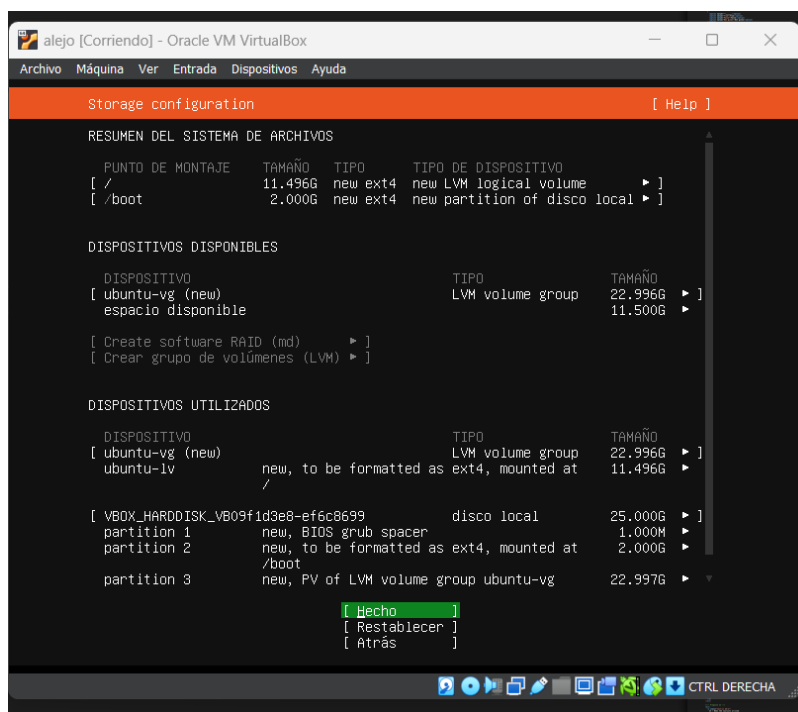 alejo [Corriendo] - Oracle VM VirtualBox
Archivo Máquina Ver Entrada Dispositivos Ayuda
Storage configuration [ Help ]
RESUMEN DEL SISTEMA DE ARCHIVOS
PUNTO DE MONTAJE TAMAÑO TIPO TIPO DE DISPOSITIVO
[ / 11.496G new ext4 new LVM logical volume ▸ ]
[ /boot 2.000G new ext4 new partition of disco local ▸ ]
DISPOSITIVOS DISPONIBLES
DISPOSITIVO TIPO TAMAÑO
[ ubuntu-vg (new) LVM volume group 22.996G ▸ ]
espacio disponible 11.500G ▸
[ Create software RAID (md) ▸ ]
[ Crear grupo de volúmenes (LVM) ▸ ]
DISPOSITIVOS UTILIZADOS
DISPOSITIVO TIPO TAMAÑO
[ ubuntu-vg (new) LVM volume group 22.996G ▸ ]
ubuntu-lv new, to be formatted as ext4, mounted at 11.496G ▸
/
[ VBOX_HARDDISK_VB09f1d3e8-ef6c8699 disco local 25.000G ▸ ]
partition 1 new, BIOS grub spacer 1.000M ▸
partition 2 new, to be formatted as ext4, mounted at 2.000G ▸
/boot
partition 3 new, PV of LVM volume group ubuntu-vg 22.997G ▸
[ Hecho ]
[ Restablecer ]
[ Atrás ]
CTRL DERECHA